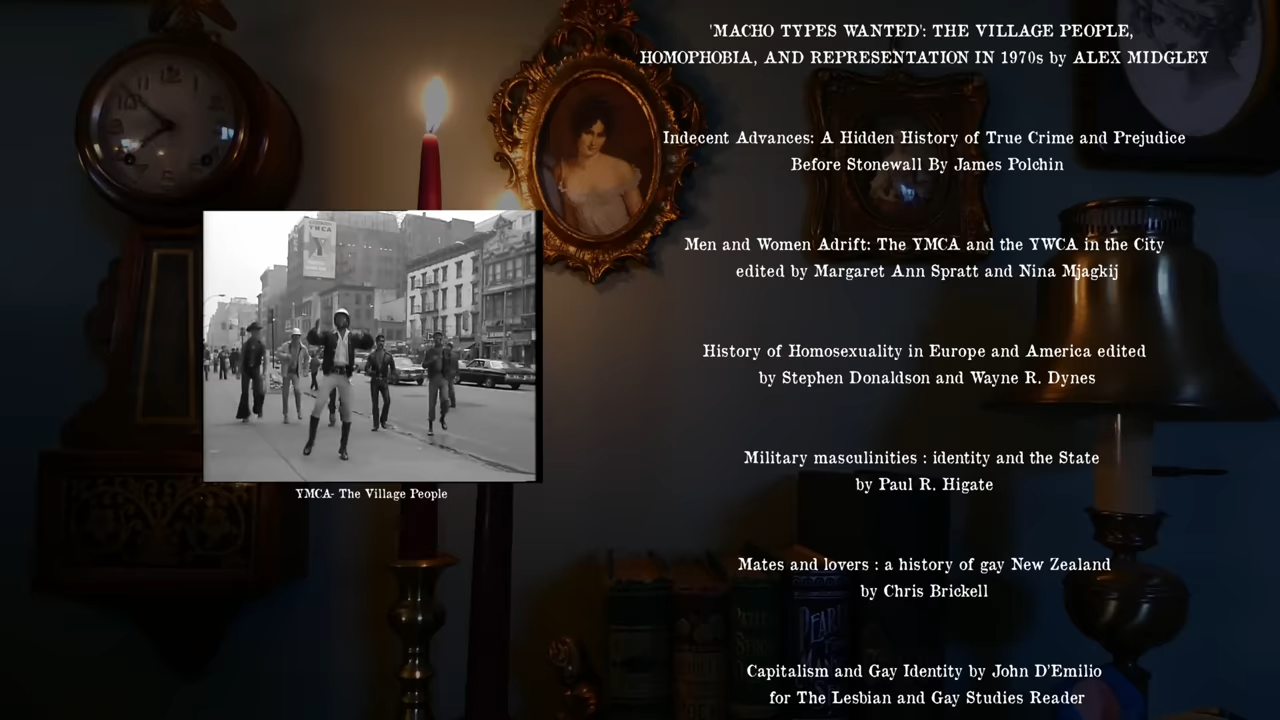 'MACHO TYPES WANTED': THE VILLAGE PEOPLE,
HOMOPHOBIA, AND REPRESENTATION IN 1970s by ALEX MIDGLEY
Indecent Advances: A Hidden History of True Crime and Prejudice
Before Stonewall By James Polchin
Men and Women Adrift: The YMCA and the YWCA in the City
edited by Margaret Ann Spratt and Nina Mjagkij
History of Homosexuality in Europe and America edited
by Stephen Donaldson and Wayne R. Dynes
Military masculinities : identity and the State
by Paul R. Higate
Mates and lovers : a history of gay New Zealand
by Chris Brickell
Capitalism and Gay Identity by John D'Emilio
for The Lesbian and Gay Studies Reader
YMCA
Y
YMCA- The Village People